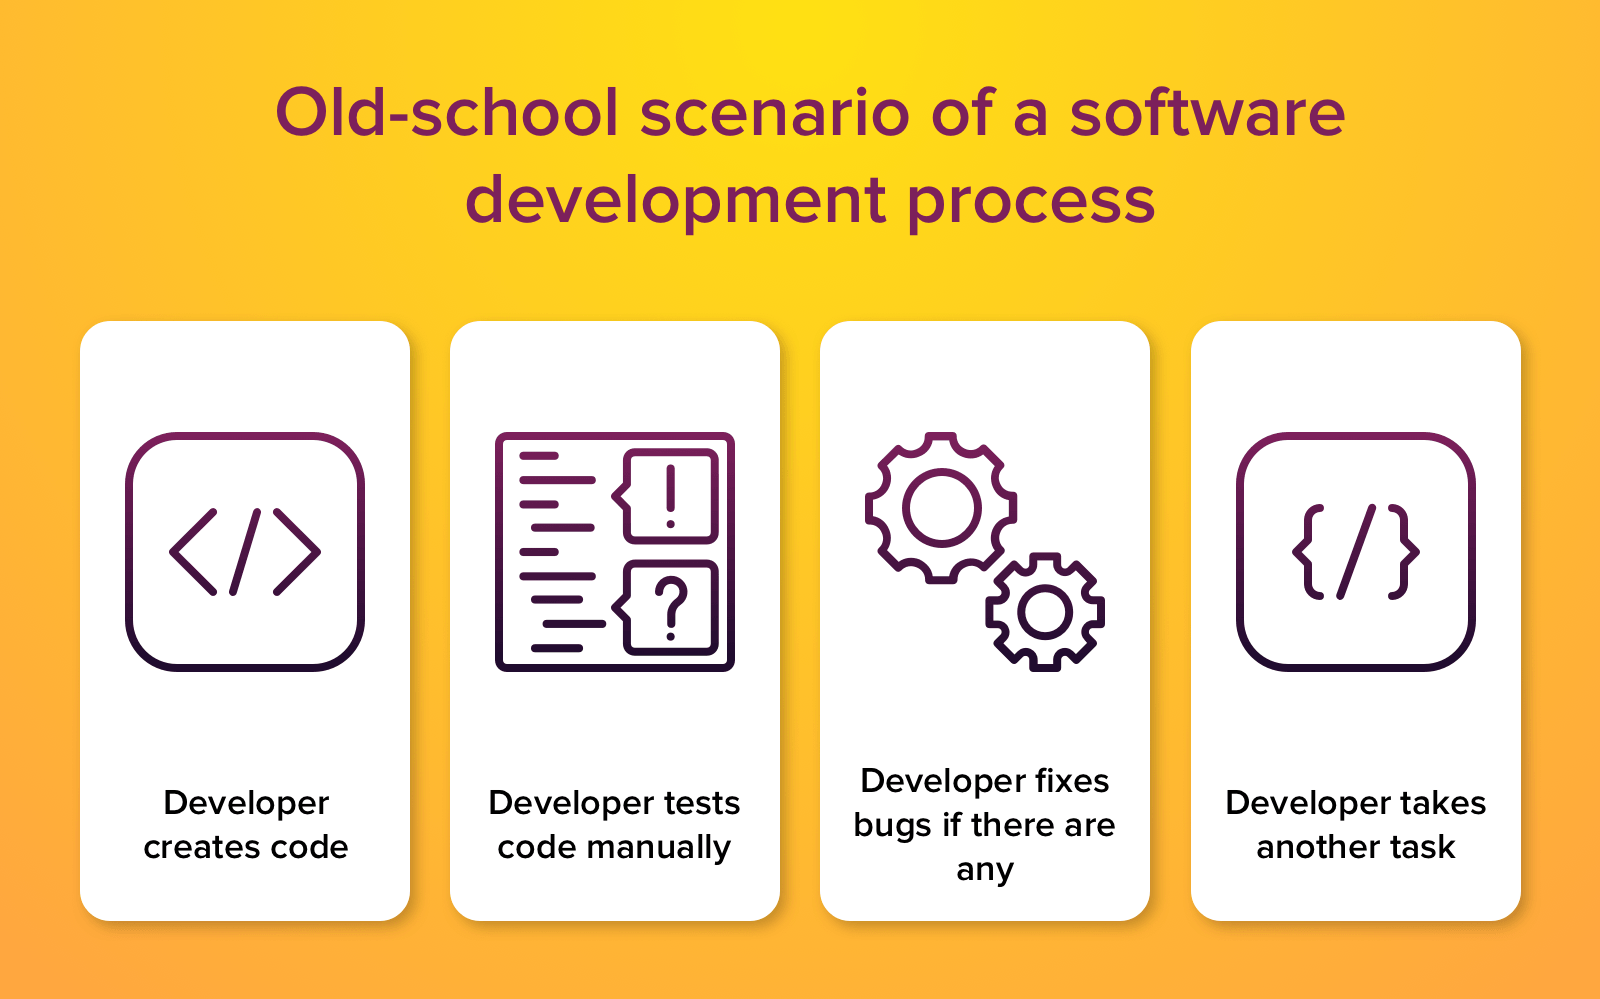 Old-school scenario of a software
development process
</>
!
?
{/}
Developer
creates code
Developer tests
code manually
Developer fixes
bugs if there are
any
Developer takes
another task